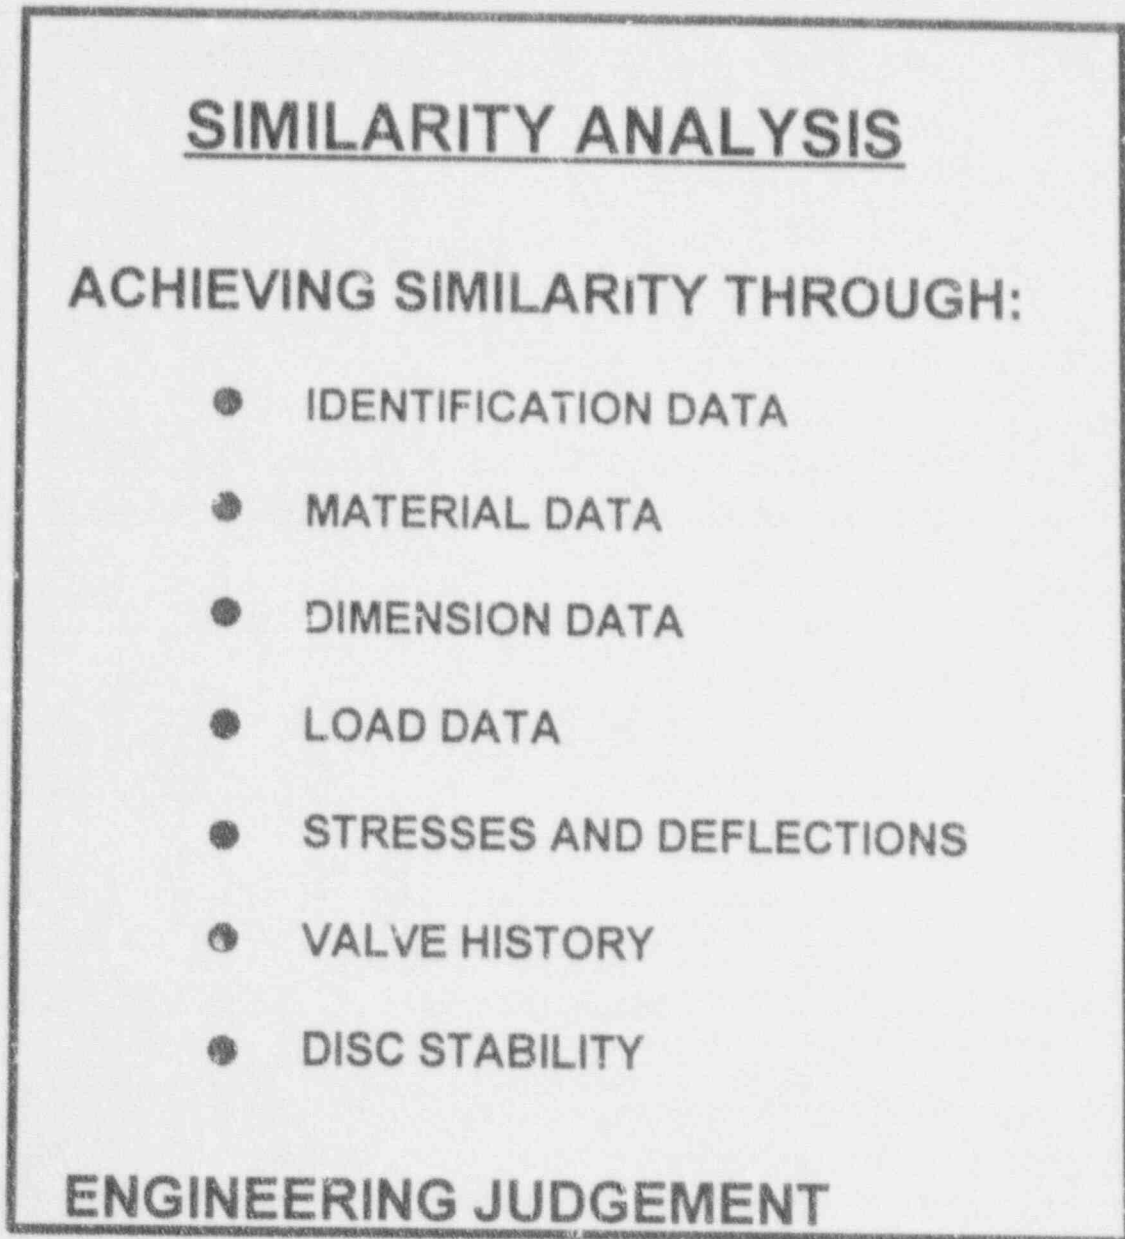 SIMILARITY ANALYSIS
ACHIEVING SIMILARITY THROUGH:
● IDENTIFICATION DATA
● MATERIAL DATA
● DIMENSION DATA
● LOAD DATA
● STRESSES AND DEFLECTIONS
● VALVE HISTORY
● DISC STABILITY
ENGINEERING JUDGEMENT